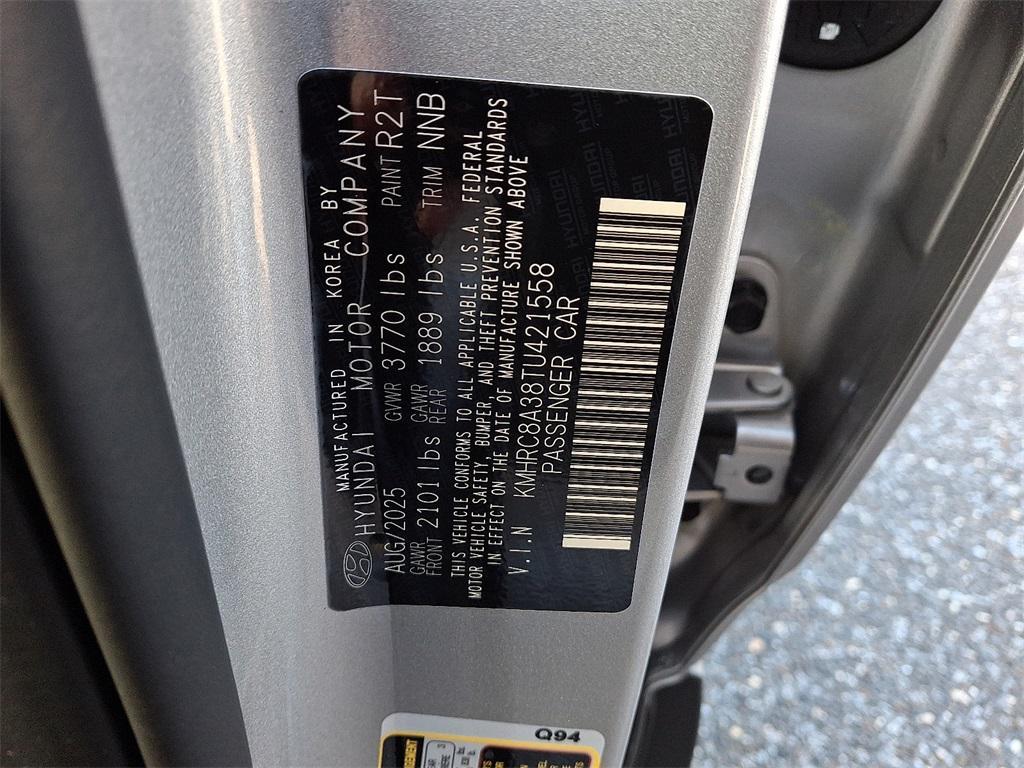 MANUFACTURED IN KOREA BY
HYUNDAI MOTOR COMPANY
AUG/2025 GVWR 3770 lbs PAINT R2T
GAWR FRONT 2101 lbs GAWR REAR 1889 lbs TRIM NNB
THIS VEHICLE CONFORMS TO ALL APPLICABLE U.S.A. FEDERAL
MOTOR VEHICLE SAFETY, BUMPER, AND THEFT PREVENTION STANDARDS
IN EFFECT ON THE DATE OF MANUFACTURE SHOWN ABOVE
V.I.N KMHRC8A38TU421558
PASSENGER CAR
HYUNDAI
Q94